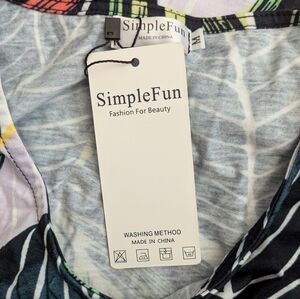 SimpleFun
MADE IN CHINA
M
SimpleFun
Fashion For Beauty
WASHING METHOD
MADE IN CHINA